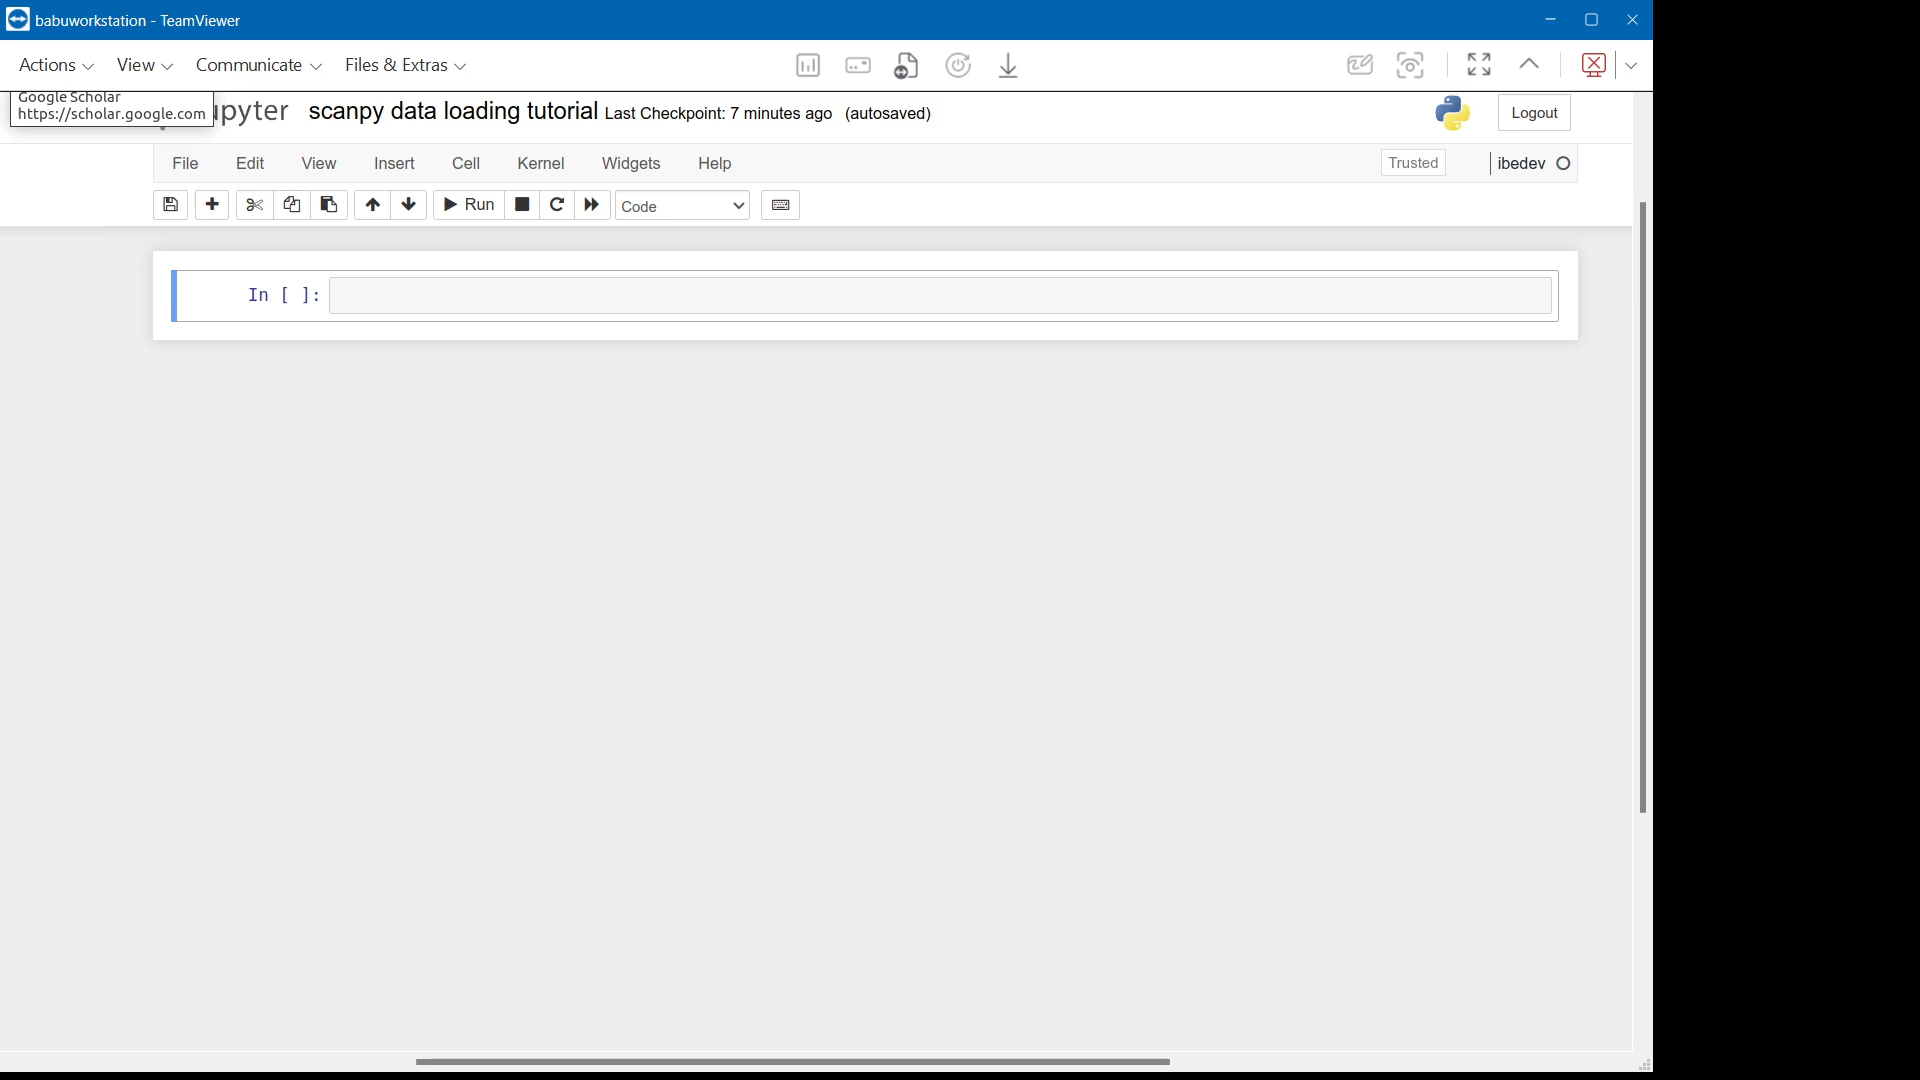 babuworkstation - TeamViewer
Actions View Communicate Files & Extras
Google Scholar
https://scholar.google.com
upyter scanpy data loading tutorial Last Checkpoint: 7 minutes ago (autosaved)
Logout
File Edit View Insert Cell Kernel Widgets Help
Trusted ibedev
Run Code
In [ ]: